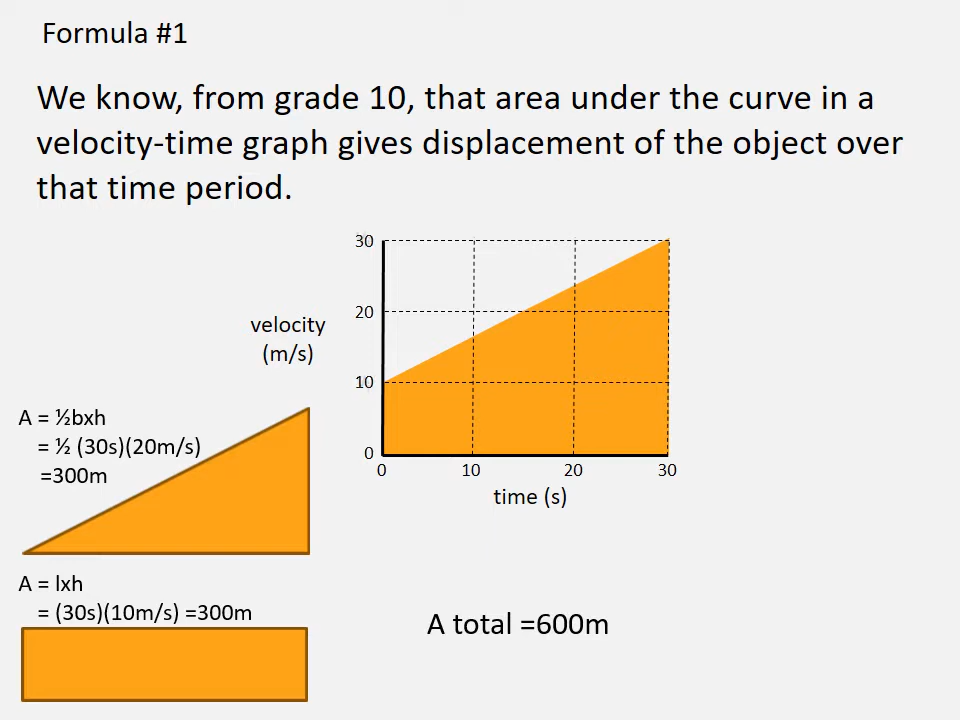 Formula #1
We know, from grade 10, that area under the curve in a
velocity-time graph gives displacement of the object over
that time period.
30
20
10
0
velocity
(m/s)
0 10 20 30
time (s)
A = ½bxh
= ½ (30s)(20m/s)
=300m
A = lxh
= (30s)(10m/s) =300m
A total =600m